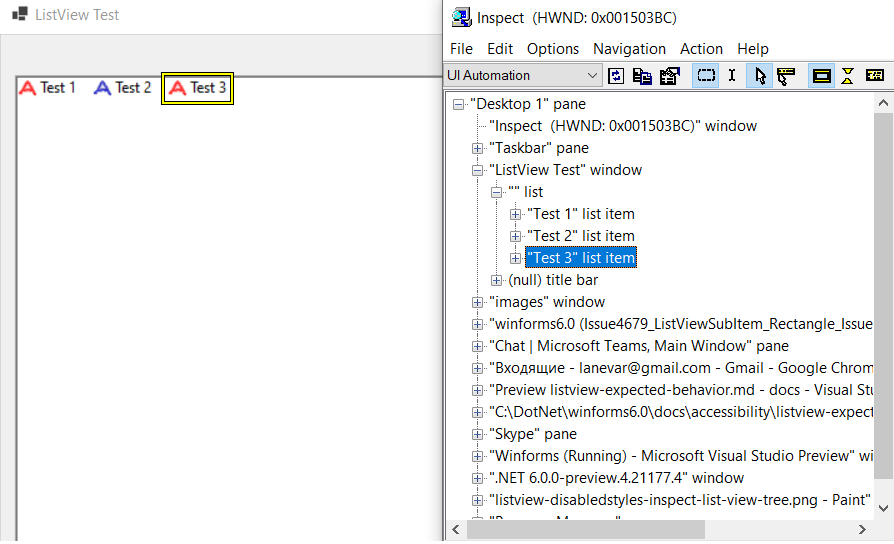 ListView Test
Test 1 Test 2 Test 3
Inspect (HWND: 0x001503BC)
File Edit Options Navigation Action Help
UI Automation
"Desktop 1" pane
"Inspect (HWND: 0x001503BC)" window
"Taskbar" pane
"ListView Test" window
"" list
"Test 1" list item
"Test 2" list item
"Test 3" list item
(null) title bar
"images" window
"winforms6.0 (Issue4679_ListViewSubItem_Rectangle_Issue
"Chat | Microsoft Teams, Main Window" pane
"Входящие - lanevar@gmail.com - Gmail - Google Chrom
"Preview listview-expected-behavior.md - docs - Visual Stu
"C:\DotNet\winforms6.0\docs\accessibility\listview-expect
"Skype" pane
"Winforms (Running) - Microsoft Visual Studio Preview" wi
".NET 6.0.0-preview.4.21177.4" window
"listview-disabledstyles-inspect-list-view-tree.png - Paint"